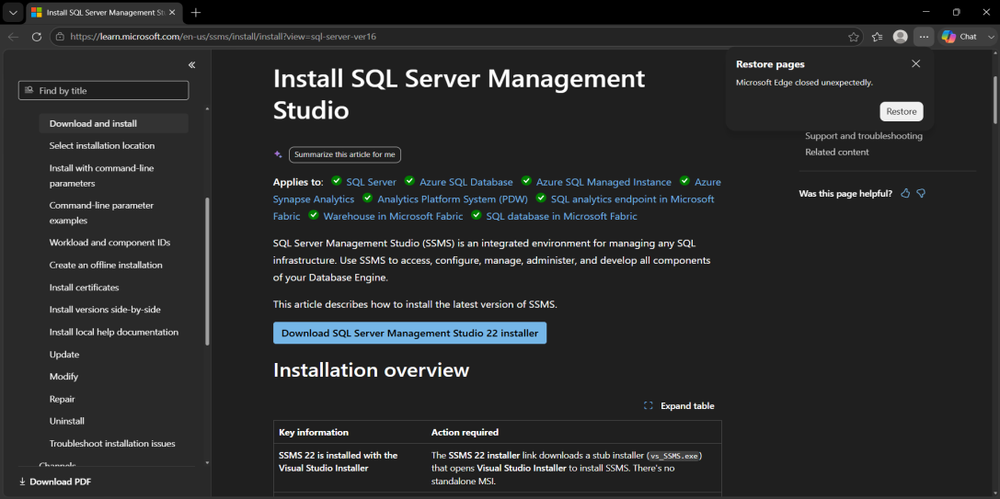 Install SQL Server Management Stu
https://learn.microsoft.com/en-us/ssms/install/install?view=sql-server-ver16
Chat
Find by title
Download and install
Select installation location
Install with command-line
parameters
Command-line parameter
examples
Workload and component IDs
Create an offline installation
Install certificates
Install versions side-by-side
Install local help documentation
Update
Modify
Repair
Uninstall
Troubleshoot installation issues
Channels
Download PDF
Install SQL Server Management
Studio
Summarize this article for me
Applies to: SQL Server Azure SQL Database Azure SQL Managed Instance Azure
Synapse Analytics Analytics Platform System (PDW) SQL analytics endpoint in Microsoft
Fabric Warehouse in Microsoft Fabric SQL database in Microsoft Fabric
SQL Server Management Studio (SSMS) is an integrated environment for managing any SQL
infrastructure. Use SSMS to access, configure, manage, administer, and develop all components
of your Database Engine.
This article describes how to install the latest version of SSMS.
Download SQL Server Management Studio 22 installer
Installation overview
Expand table
Key information Action required
SSMS 22 is installed with the
Visual Studio Installer
The SSMS 22 installer link downloads a stub installer (vs_SSMS.exe)
that opens Visual Studio Installer to install SSMS. There's no
standalone MSI.
Restore pages
Microsoft Edge closed unexpectedly.
Restore
Support and troubleshooting
Related content
Was this page helpful?